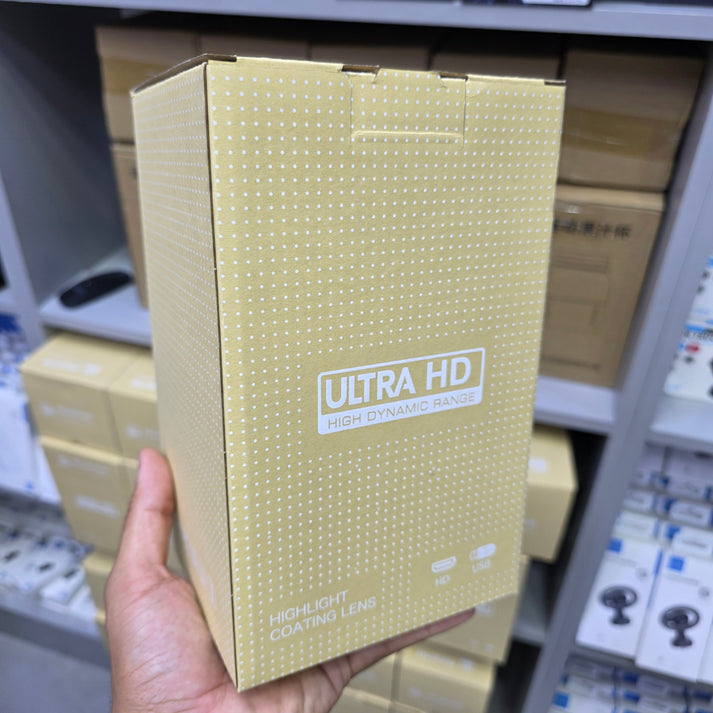 ULTRA HD
HIGH DYNAMIC RANGE
HD
USB
HIGHLIGHT
COATING LENS